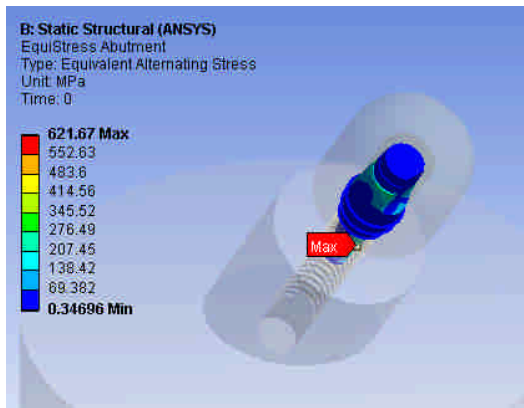 B: Static Structural (ANSYS)
EquiStress Abutment
Type: Equivalent Alternating Stress
Unit: MPa
Time: 0
621.67 Max
552.63
483.6
414.56
345.52
276.49
207.45
138.42
69.382
0.34696 Min
Max